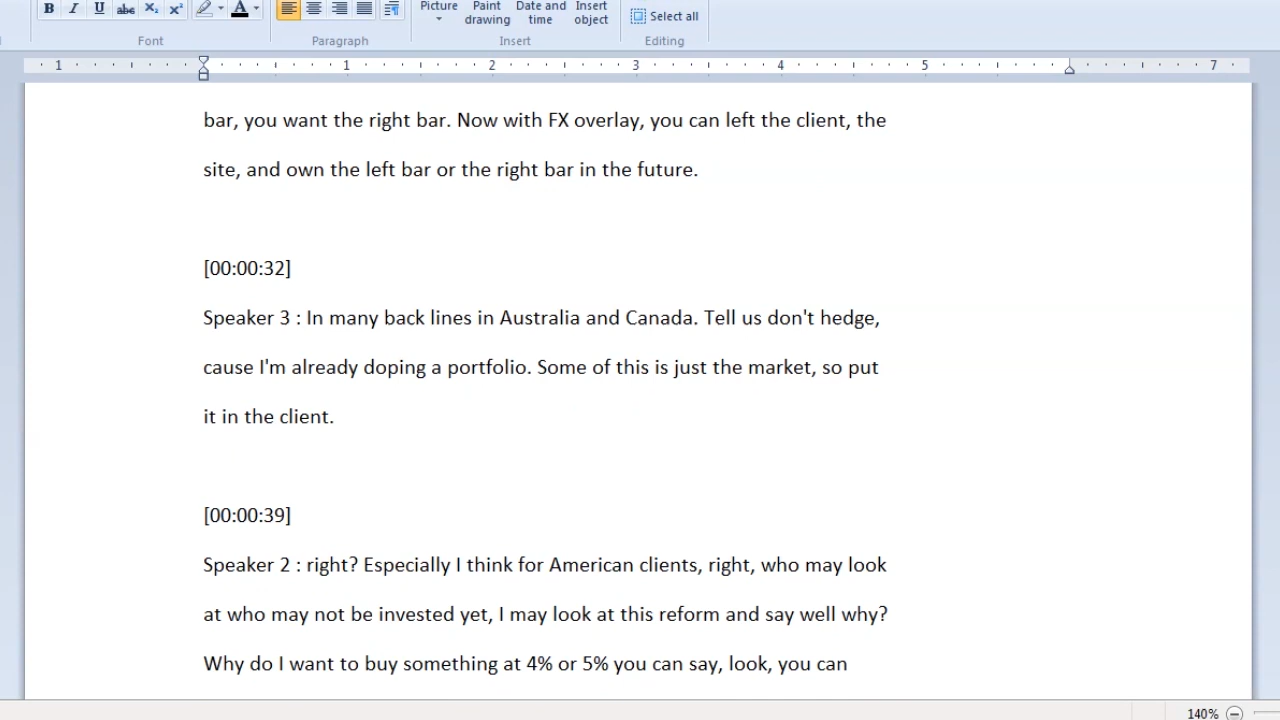 B I U abc X₂ X² A
Picture Paint drawing Date and time Insert object Select all
Font Paragraph Insert Editing
1 1 2 3 4 5 7
bar, you want the right bar. Now with FX overlay, you can left the client, the
site, and own the left bar or the right bar in the future.
[00:00:32]
Speaker 3 : In many back lines in Australia and Canada. Tell us don't hedge,
cause I'm already doping a portfolio. Some of this is just the market, so put
it in the client.
[00:00:39]
Speaker 2 : right? Especially I think for American clients, right, who may look
at who may not be invested yet, I may look at this reform and say well why?
Why do I want to buy something at 4% or 5% you can say, look, you can
140%